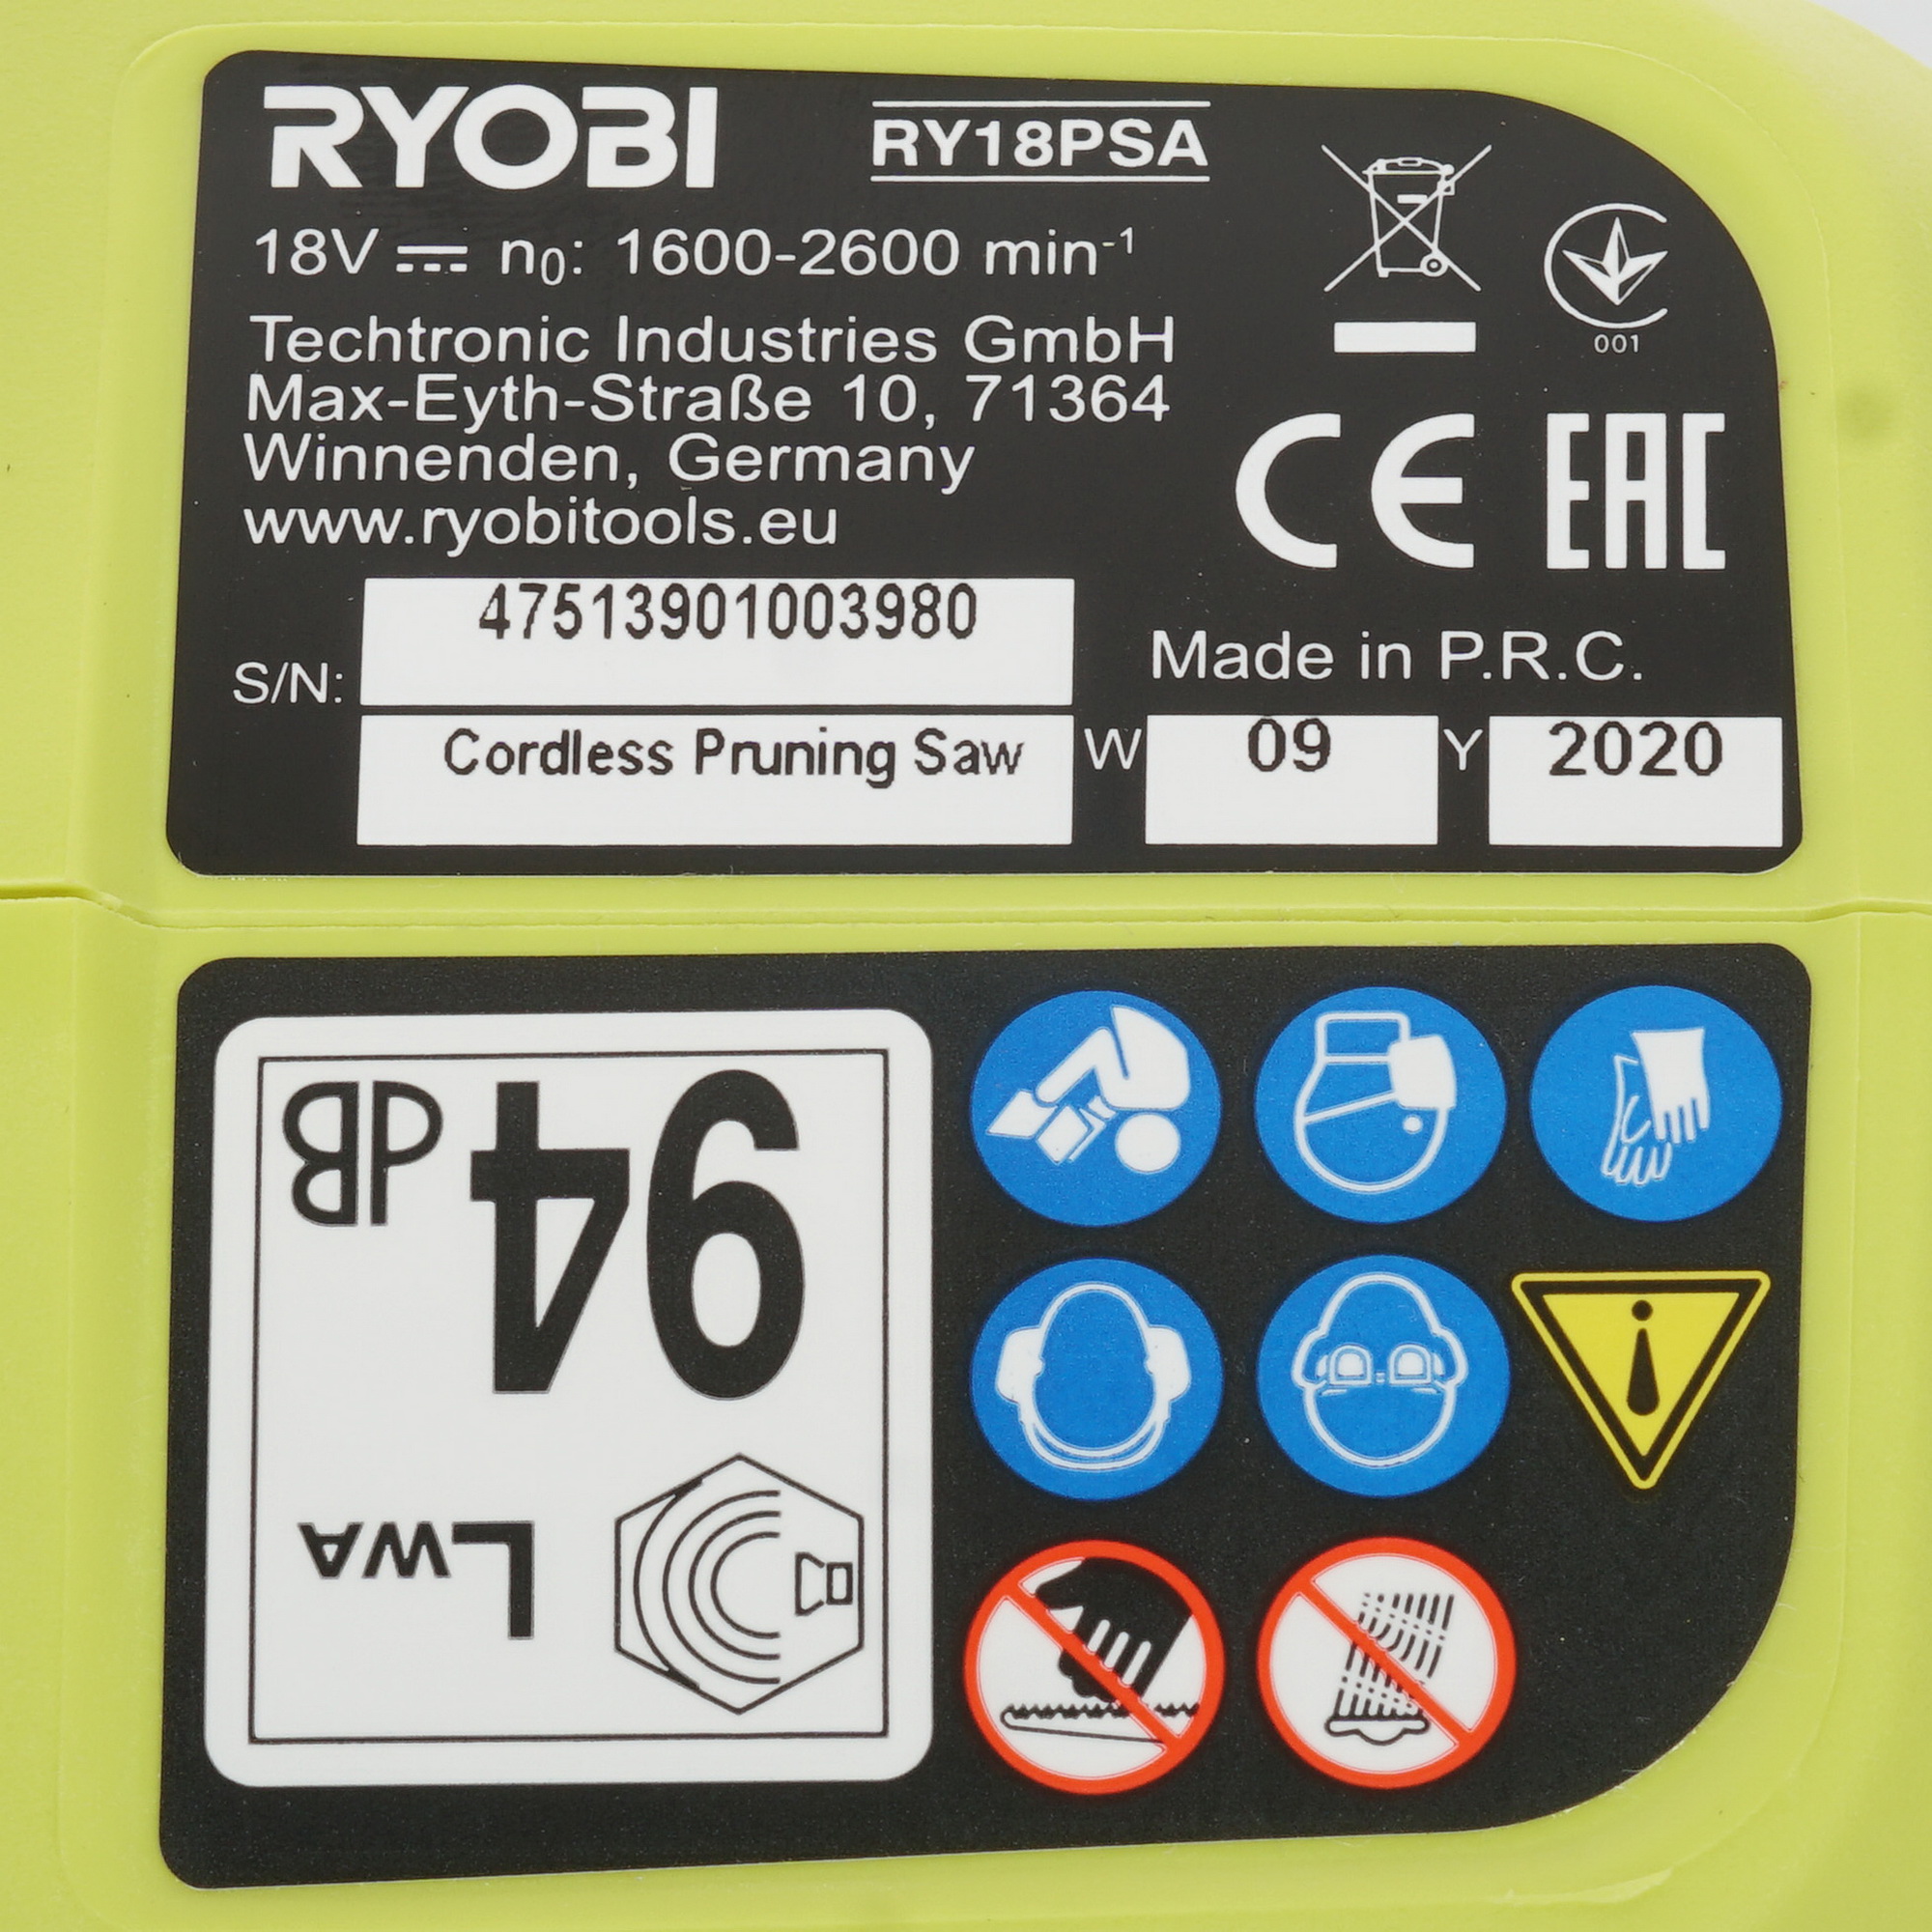 RYOBI RY18PSA
18V n₀: 1600-2600 min⁻¹
Techtronic Industries GmbH
Max-Eyth-Straße 10, 71364
Winnenden, Germany
www.ryobitools.eu
001
CE EAC
S/N: 47513901003980
Made in P.R.C.
Cordless Pruning Saw W 09 Y 2020
LWA
94 dB